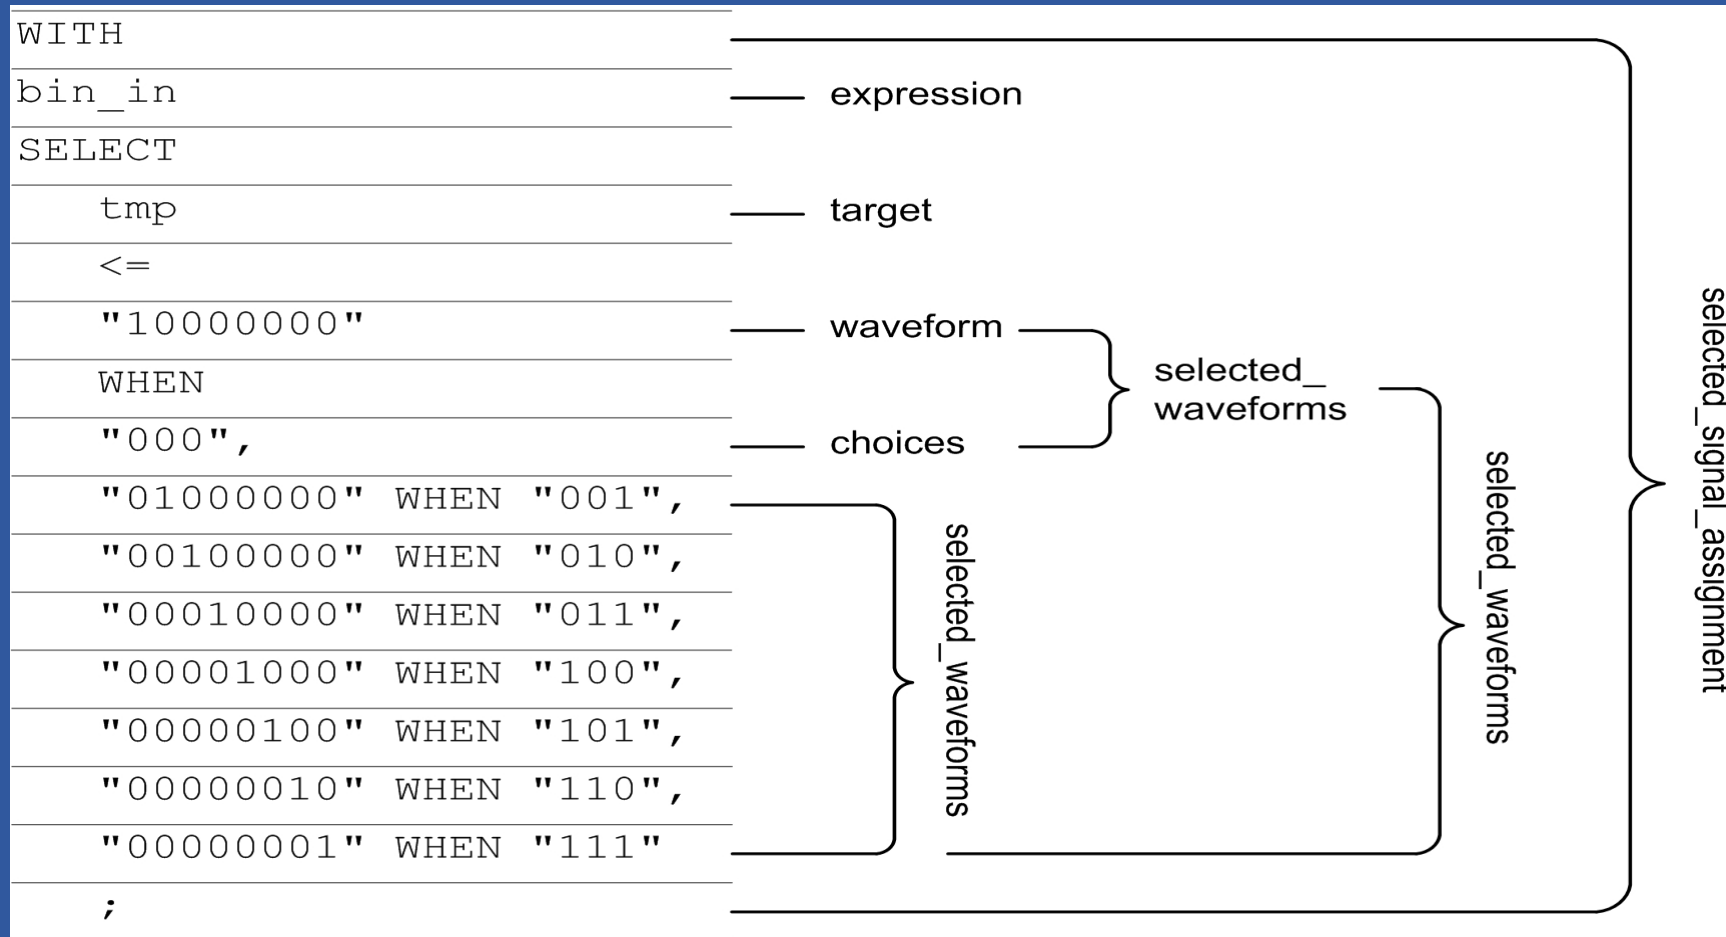 WITH
bin_in expression
SELECT
tmp target
<=
"10000000" waveform
WHEN
"000", choices
selected_
waveforms
"01000000" WHEN "001",
"00100000" WHEN "010",
"00010000" WHEN "011",
"00001000" WHEN "100",
"00000100" WHEN "101",
"00000010" WHEN "110",
"00000001" WHEN "111"
;
selected_waveforms
selected_waveforms
selected_signal_assignment